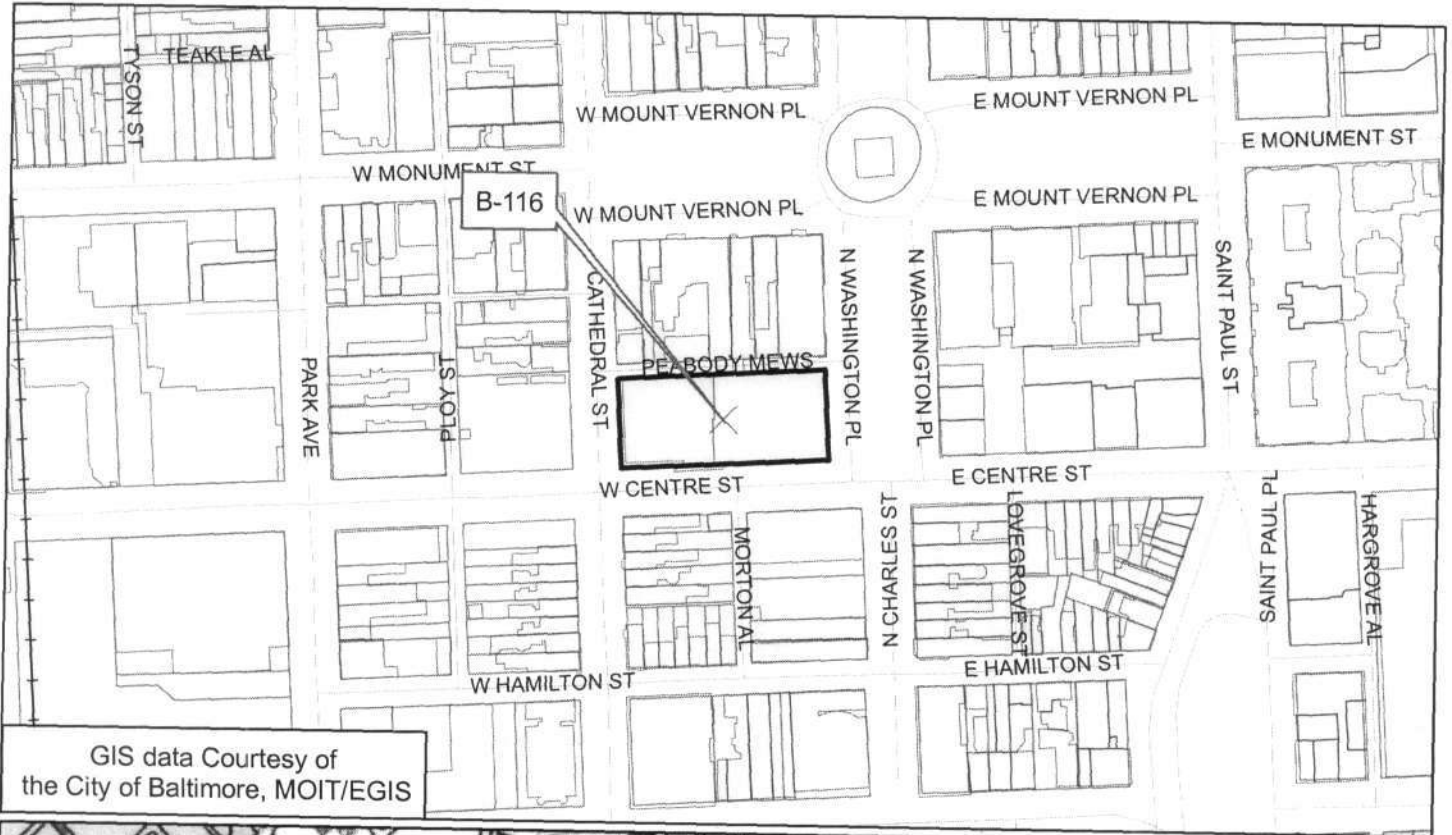 TEAKLE AL
TYSON ST
W MOUNT VERNON PL
E MOUNT VERNON PL
E MONUMENT ST
W MONUMENT ST
B-116
W MOUNT VERNON PL
E MOUNT VERNON PL
CATHEDRAL ST
N WASHINGTON PL
N WASHINGTON PL
SAINT PAUL ST
PARK AVE
PLOY ST
PEABODY MEWS
W CENTRE ST
E CENTRE ST
MORTON AL
N CHARLES ST
LOVEGROVE ST
SAINT PAUL PL
HARGROVE AL
W HAMILTON ST
E HAMILTON ST
GIS data Courtesy of
the City of Baltimore, MOIT/EGIS